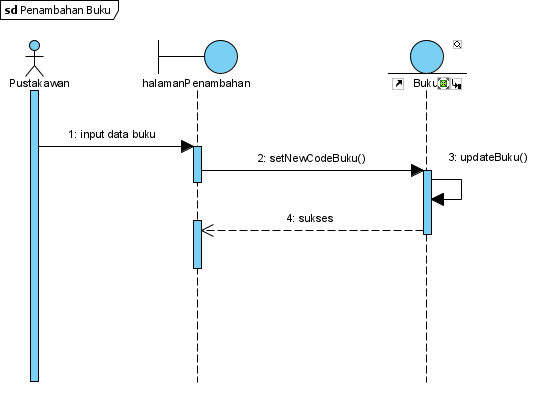 sd Penambahan Buku
Pustakawan
halamanPenambahan
Buku
1: input data buku
2: setNewCodeBuku()
3: updateBuku()
4: sukses